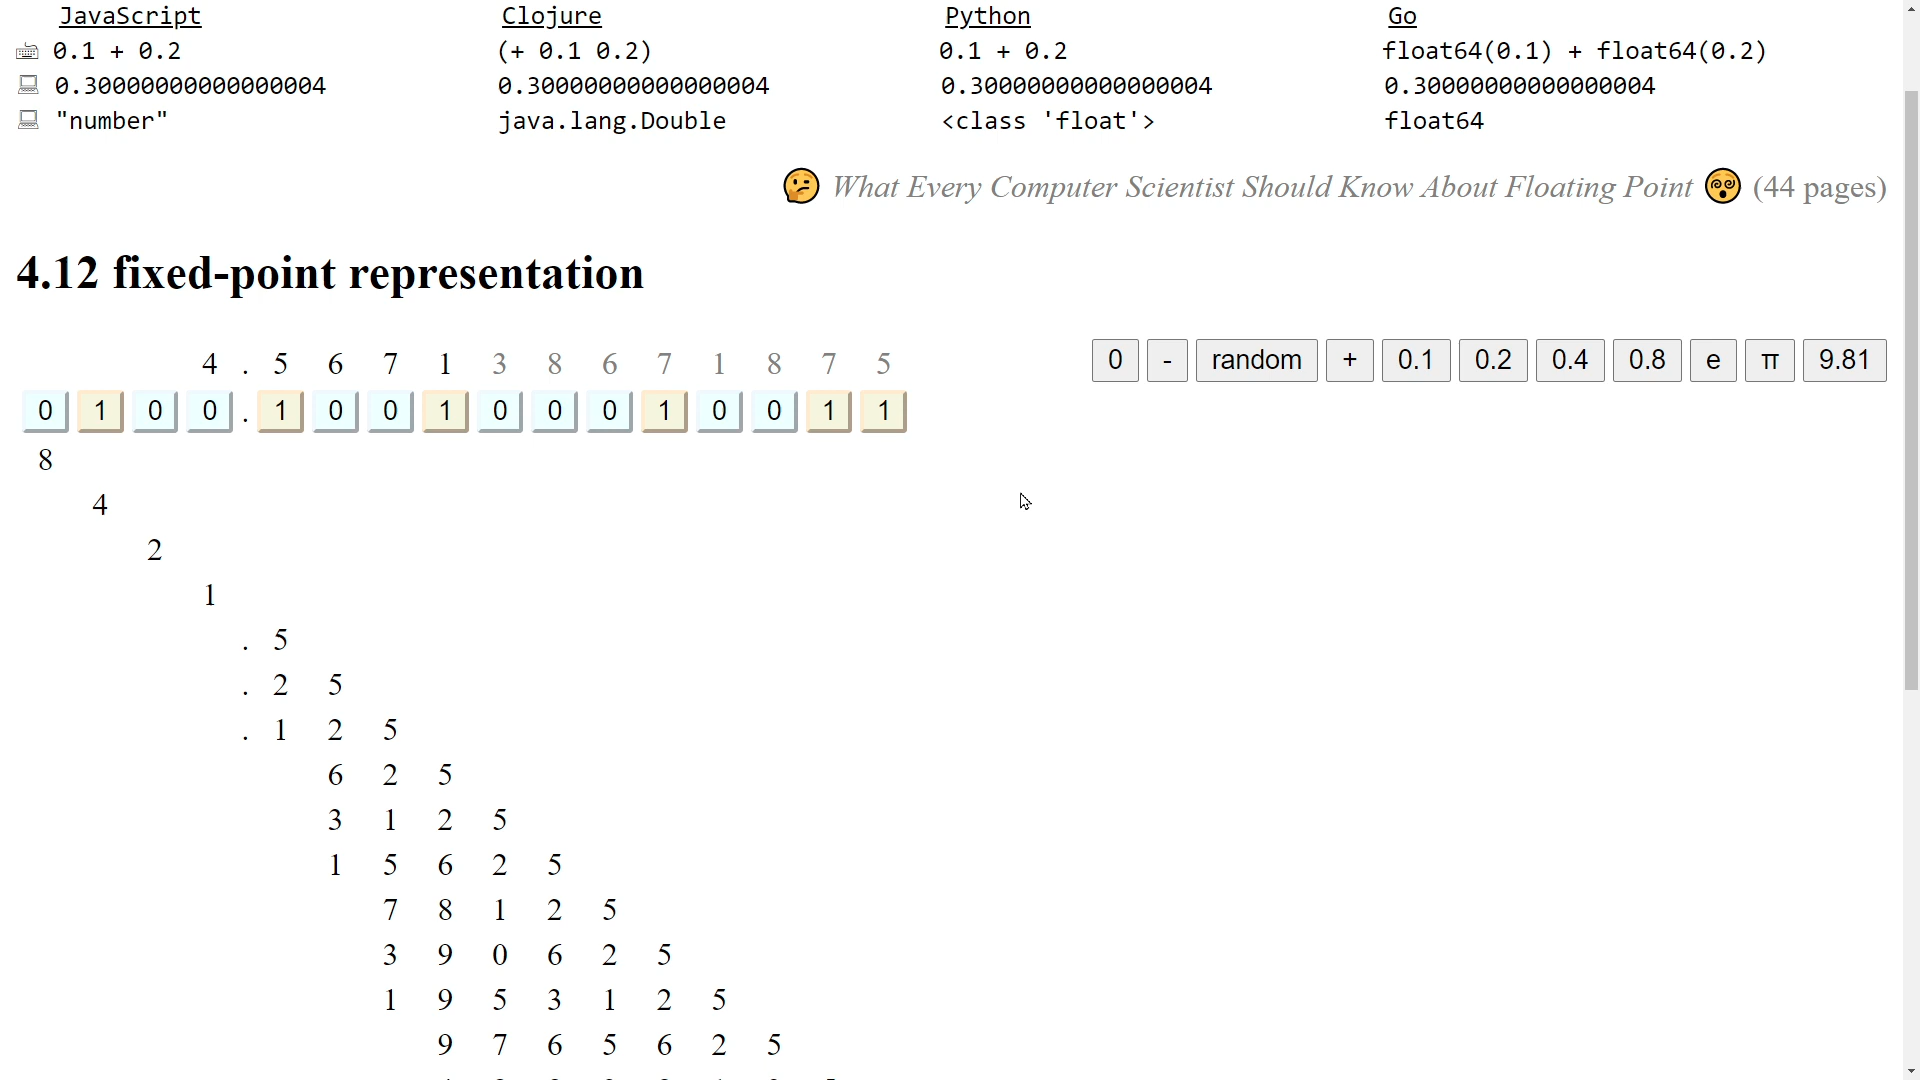 JavaScript Clojure Python Go
0.1 + 0.2 (+ 0.1 0.2) 0.1 + 0.2 float64(0.1) + float64(0.2)
0.30000000000000004 0.30000000000000004 0.30000000000000004 0.30000000000000004
"number" java.lang.Double <class 'float'> float64
What Every Computer Scientist Should Know About Floating Point (44 pages)
4.12 fixed-point representation
4 . 5 6 7 1 3 8 6 7 1 8 7 5 0 - random + 0.1 0.2 0.4 0.8 e π 9.81
0 1 0 0 . 1 0 0 1 0 0 0 1 0 0 1 1
8
4
2
1
. 5
. 2 5
. 1 2 5
6 2 5
3 1 2 5
1 5 6 2 5
7 8 1 2 5
3 9 0 6 2 5
1 9 5 3 1 2 5
9 7 6 5 6 2 5